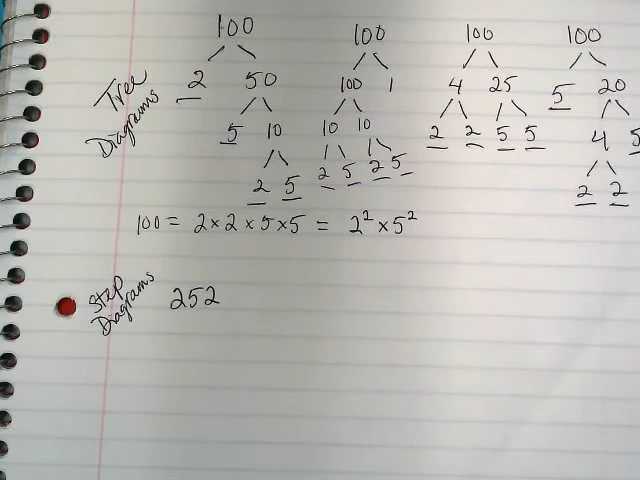 100 100 100 100
Tree Diagrams
2 50 100 1 4 25 5 20
5 10 10 10 2 2 5 5 4 5
2 5 2 5 2 5 2 2
100 = 2 × 2 × 5 × 5 = 2² × 5²
Step Diagrams
252